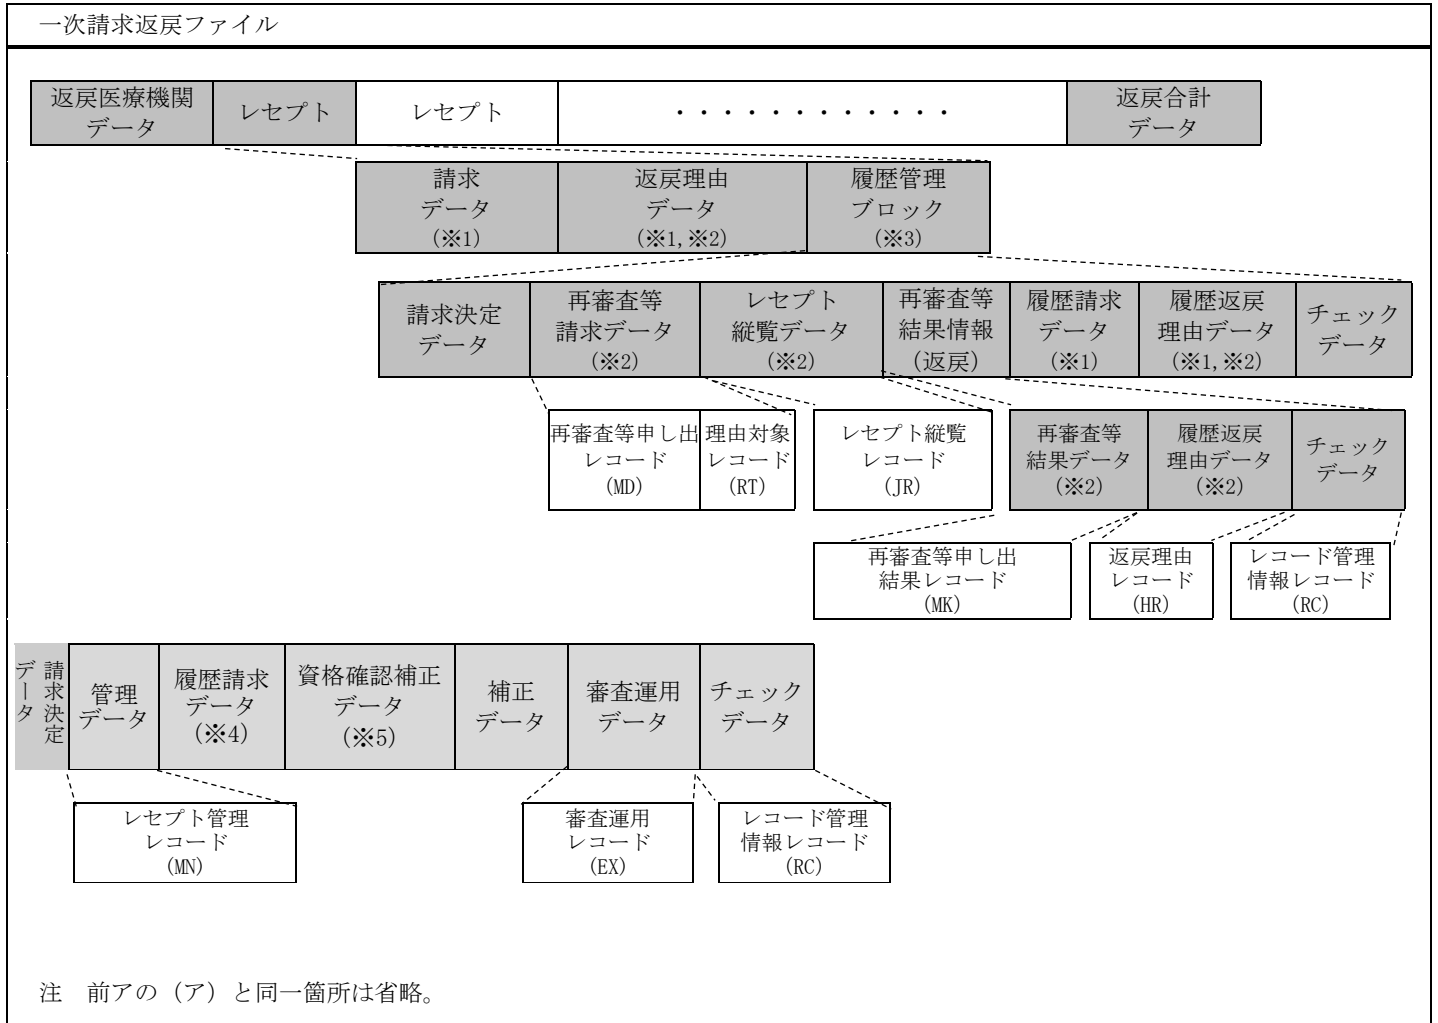 一次請求返戻ファイル
返戻医療機関
データ
レセプト
レセプト
・・・・・・・・・・・・
返戻合計
データ
請求
データ
(※1)
返戻理由
データ
(※1,※2)
履歴管理
ブロック
(※3)
請求決定
データ
再審査等
請求データ
(※2)
レセプト
縦覧データ
(※2)
再審査等
結果情報
(返戻)
履歴請求
データ
(※1)
履歴返戻
理由データ
(※1,※2)
チェック
データ
再審査等申し出
レコード
(MD)
理由対象
レコード
(RT)
レセプト縦覧
レコード
(JR)
再審査等
結果データ
(※2)
履歴返戻
理由データ
(※2)
チェック
データ
再審査等申し出
結果レコード
(MK)
返戻理由
レコード
(HR)
レコード管理
情報レコード
(RC)
請求決定
データ
管理
データ
履歴請求
データ
(※4)
資格確認補正
データ
(※5)
補正
データ
審査運用
データ
チェック
データ
レセプト管理
レコード
(MN)
審査運用
レコード
(EX)
レコード管理
情報レコード
(RC)
注　前アの（ア）と同一箇所は省略。